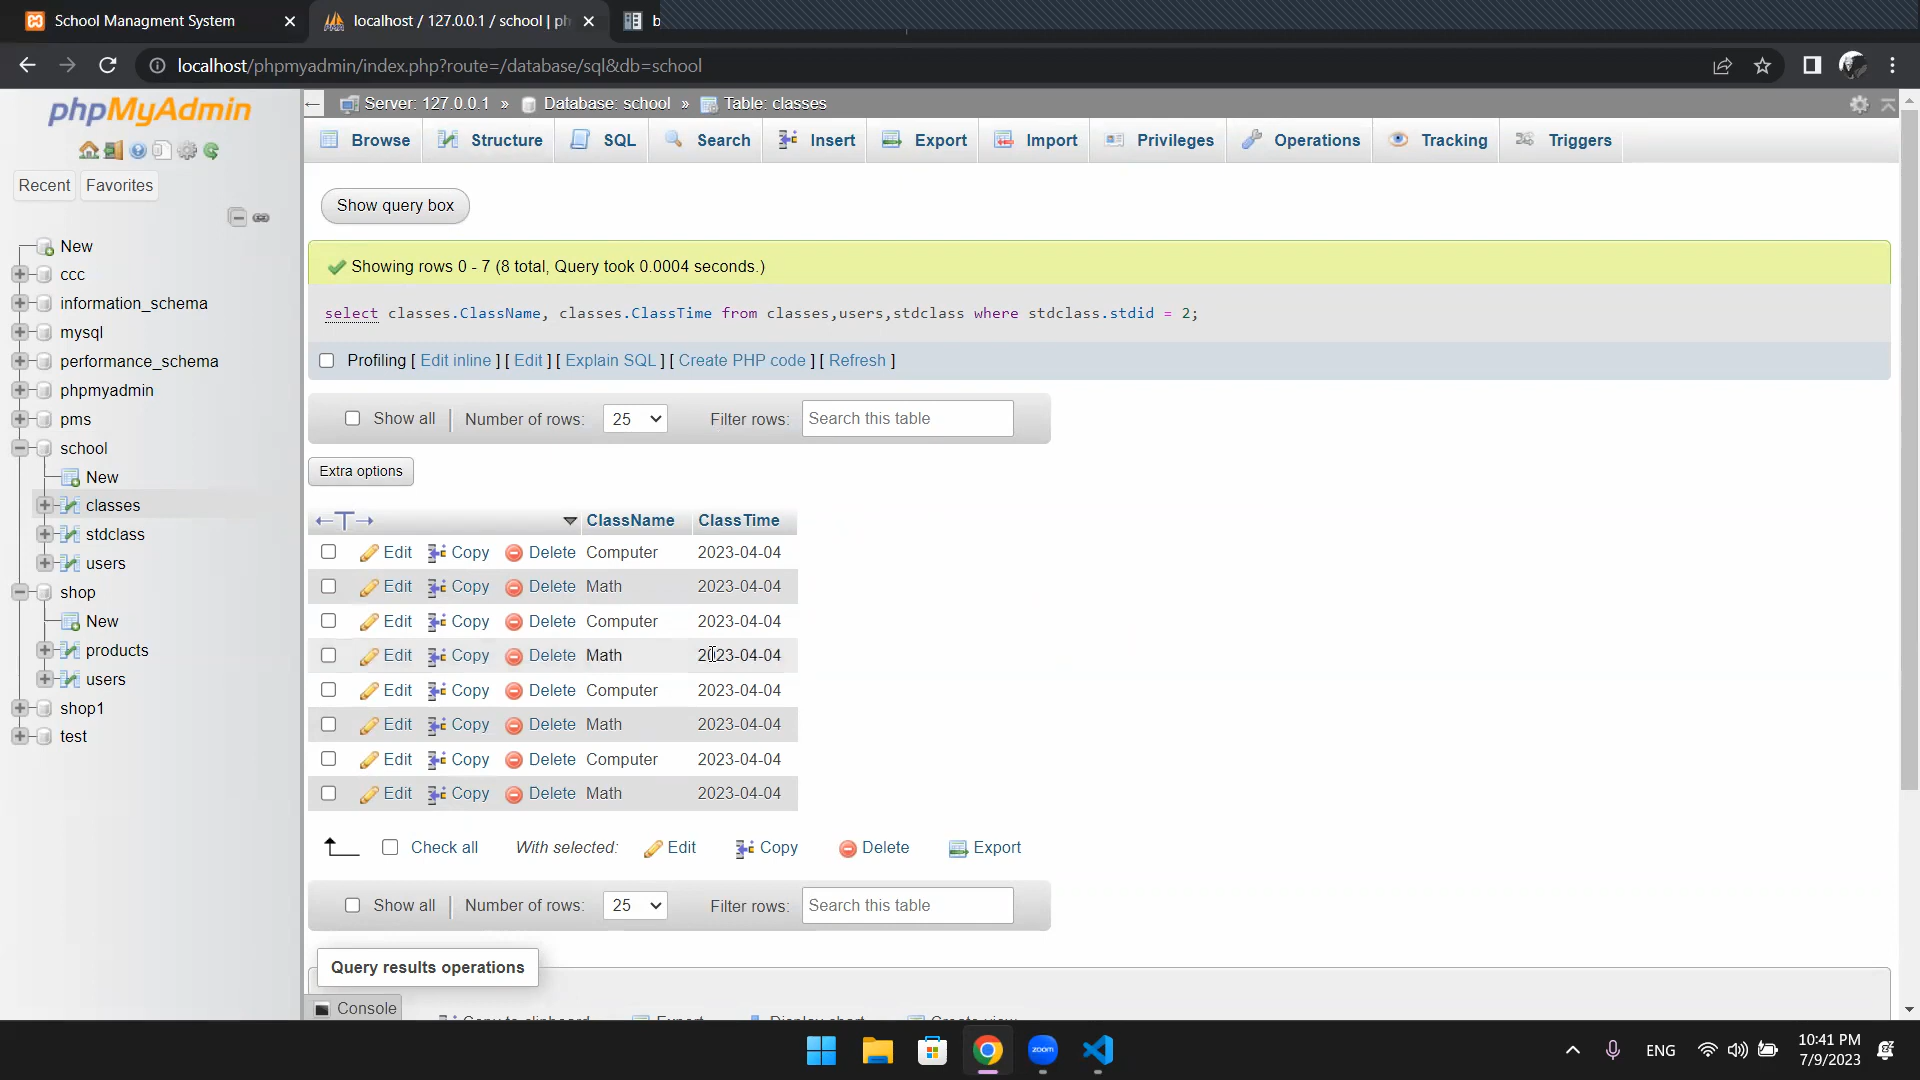 School Managment System
localhost / 127.0.0.1 / school | ph
b
localhost/phpmyadmin/index.php?route=/database/sql&db=school
phpMyAdmin
Recent Favorites
New
ccc
information_schema
mysql
performance_schema
phpmyadmin
pms
school
New
classes
stdclass
users
shop
New
products
users
shop1
test
Server: 127.0.0.1 » Database: school » Table: classes
Browse Structure SQL Search Insert Export Import Privileges Operations Tracking Triggers
Show query box
Showing rows 0 - 7 (8 total, Query took 0.0004 seconds.)
select classes.ClassName, classes.ClassTime from classes,users,stdclass where stdclass.stdid = 2;
Profiling [ Edit inline ] [ Edit ] [ Explain SQL ] [ Create PHP code ] [ Refresh ]
Show all | Number of rows: 25 Filter rows: Search this table
Extra options
←T→ ClassName ClassTime
Edit Copy Delete Computer 2023-04-04
Edit Copy Delete Math 2023-04-04
Edit Copy Delete Computer 2023-04-04
Edit Copy Delete Math 2023-04-04
Edit Copy Delete Computer 2023-04-04
Edit Copy Delete Math 2023-04-04
Edit Copy Delete Computer 2023-04-04
Edit Copy Delete Math 2023-04-04
Check all With selected: Edit Copy Delete Export
Show all | Number of rows: 25 Filter rows: Search this table
Query results operations
Console
Copy to clipboard Export Display chart Create view
zoom
ENG
10:41 PM
7/9/2023